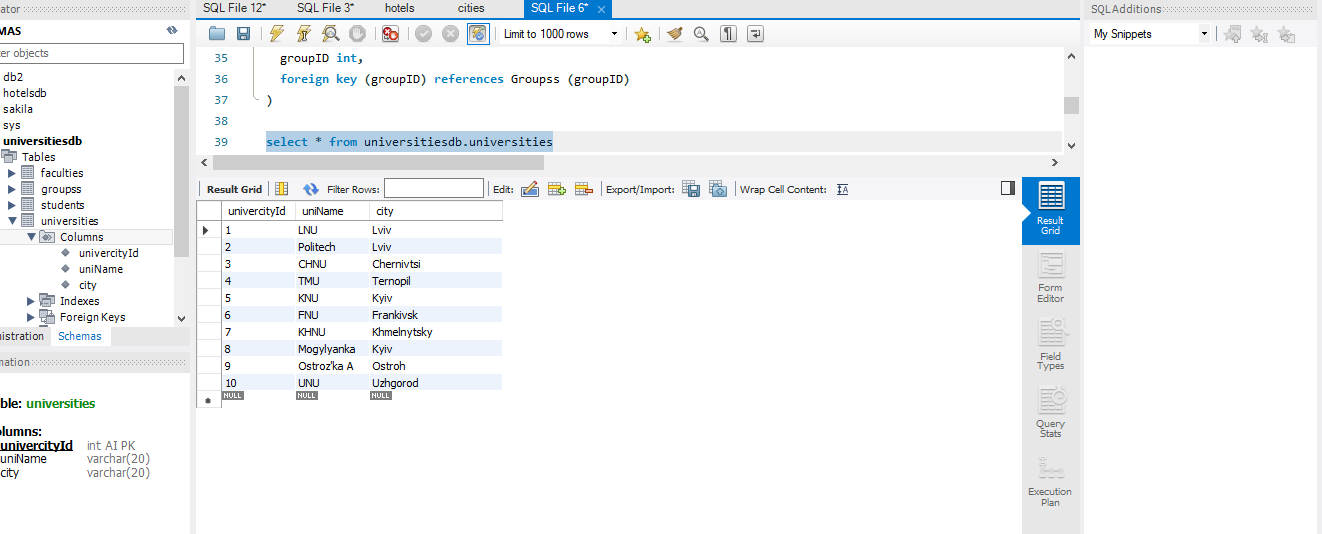 ator
SQL File 12* SQL File 3* hotels cities SQL File 6* ×
SQLAdditions
MAS
er objects
Limit to 1000 rows
My Snippets
db2
hotelsdb
sakila
sys
universitiesdb
Tables
faculties
groupss
students
universities
Columns
univercityId
uniName
city
Indexes
Foreign Keys
istration Schemas
mation
ble: universities
olumns:
univercityId int AI PK
uniName varchar(20)
city varchar(20)
35 groupID int,
36 foreign key (groupID) references Groupss (groupID)
37 )
38
39 select * from universitiesdb.universities
Result Grid Filter Rows: Edit: Export/Import: Wrap Cell Content: IA
univercityId uniName city
1 LNU Lviv
2 Politech Lviv
3 CHNU Chernivtsi
4 TMU Ternopil
5 KNU Kyiv
6 FNU Frankivsk
7 KHNU Khmelnytsky
8 Mogylyanka Kyiv
9 Ostroz'ka A Ostroh
10 UNU Uzhgorod
NULL NULL NULL
Result
Grid
Form
Editor
Field
Types
Query
Stats
Execution
Plan